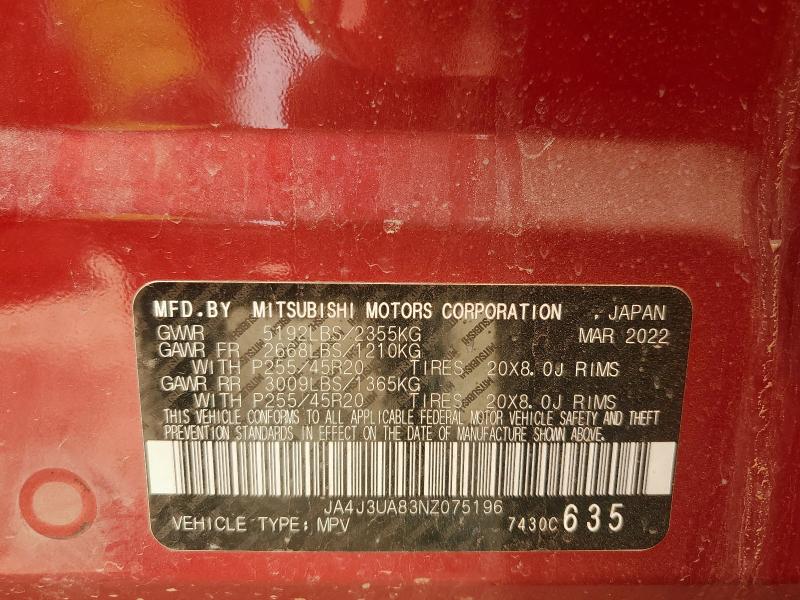 MFD.BY MITSUBISHI MOTORS CORPORATION , JAPAN
GVWR 5192LBS/2355KG MAR 2022
GAWR FR 2668LBS/1210KG
WITH P255/45R20 TIRES, 20X8.0J RIMS
GAWR RR 3009LBS/1365KG
WITH P255/45R20 TIRES, 20X8.0J RIMS
THIS VEHICLE CONFORMS TO ALL APPLICABLE FEDERAL MOTOR VEHICLE SAFETY AND THEFT
PREVENTION STANDARDS IN EFFECT ON THE DATE OF MANUFACTURE SHOWN ABOVE.
JA4J3UA83NZ075196
VEHICLE TYPE: MPV 7430C 635